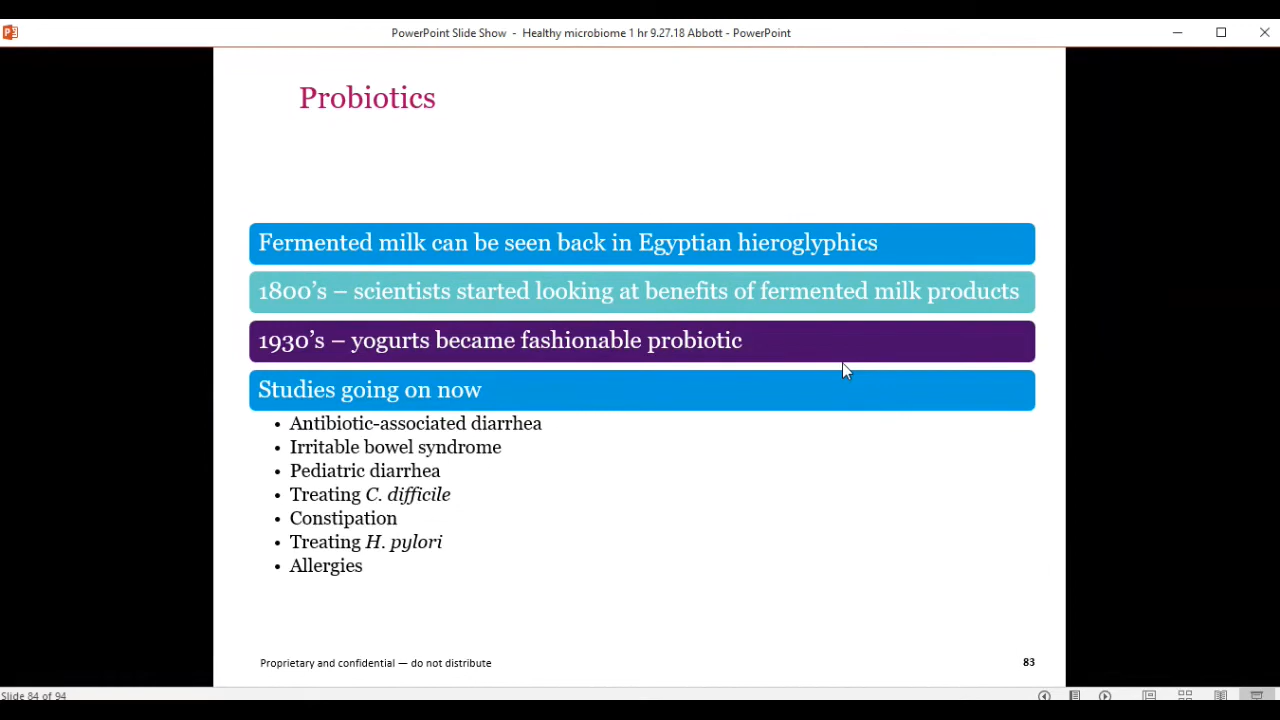 PowerPoint Slide Show - Healthy microbiome 1 hr 9.27.18 Abbott - PowerPoint
Probiotics
Fermented milk can be seen back in Egyptian hieroglyphics
1800's – scientists started looking at benefits of fermented milk products
1930's – yogurts became fashionable probiotic
Studies going on now
• Antibiotic-associated diarrhea
• Irritable bowel syndrome
• Pediatric diarrhea
• Treating C. difficile
• Constipation
• Treating H. pylori
• Allergies
Proprietary and confidential — do not distribute
83
Slide 84 of 94